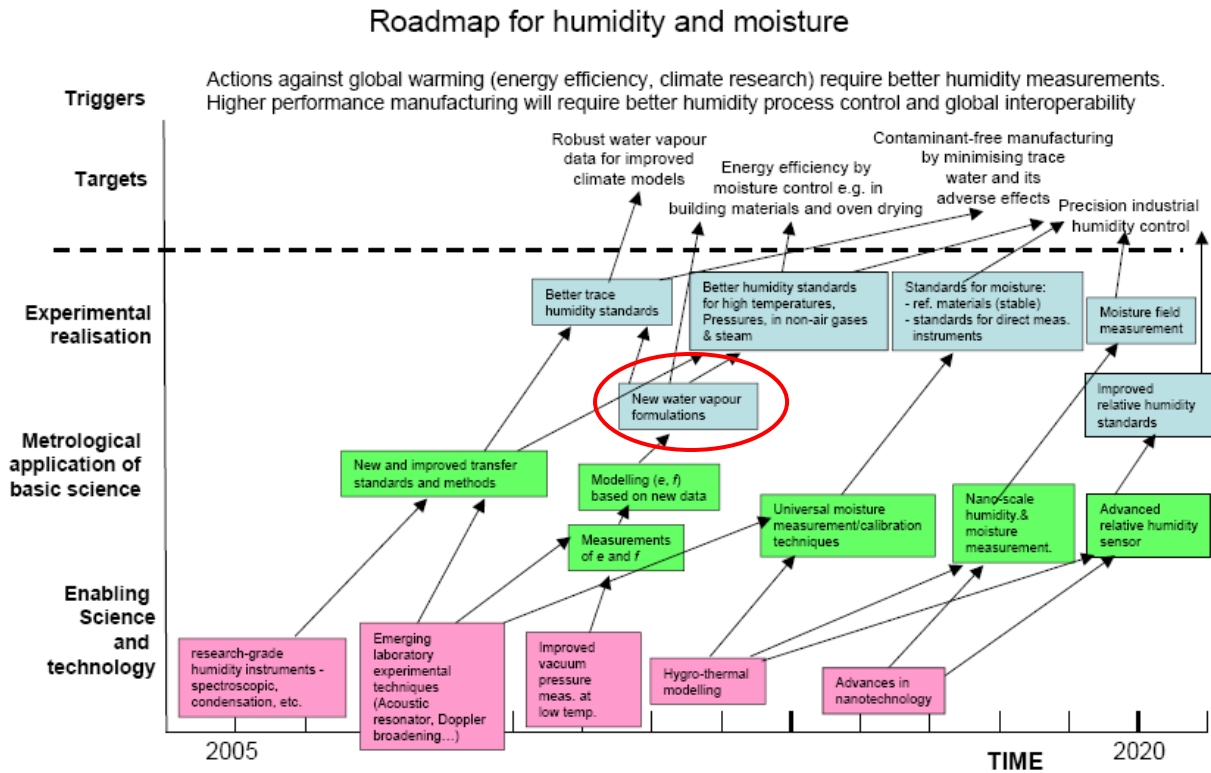 Roadmap for humidity and moisture
Triggers
Actions against global warming (energy efficiency, climate research) require better humidity measurements.
Higher performance manufacturing will require better humidity process control and global interoperability
Targets
Robust water vapour
data for improved
climate models
Energy efficiency by
moisture control e.g. in
building materials and oven drying
Contaminant-free manufacturing
by minimising trace
water and its
adverse effects
Precision industrial
humidity control
Experimental
realisation
Better trace
humidity standards
Better humidity standards
for high temperatures,
Pressures, in non-air gases
& steam
Standards for moisture:
- ref. materials (stable)
- standards for direct meas.
instruments
Moisture field
measurement
New water vapour
formulations
Improved
relative humidity
standards
Metrological
application of
basic science
New and improved transfer
standards and methods
Modelling (e, f)
based on new data
Measurements
of e and f
Universal moisture
measurement/calibration
techniques
Nano-scale
humidity.&
moisture
measurement.
Advanced
relative humidity
sensor
Enabling
Science
and
technology
research-grade
humidity instruments -
spectroscopic,
condensation, etc.
Emerging
laboratory
experimental
techniques
(Acoustic
resonator, Doppler
broadening...)
Improved
vacuum
pressure
meas. at
low temp.
Hygro-thermal
modelling
Advances in
nanotechnology
2005
TIME
2020